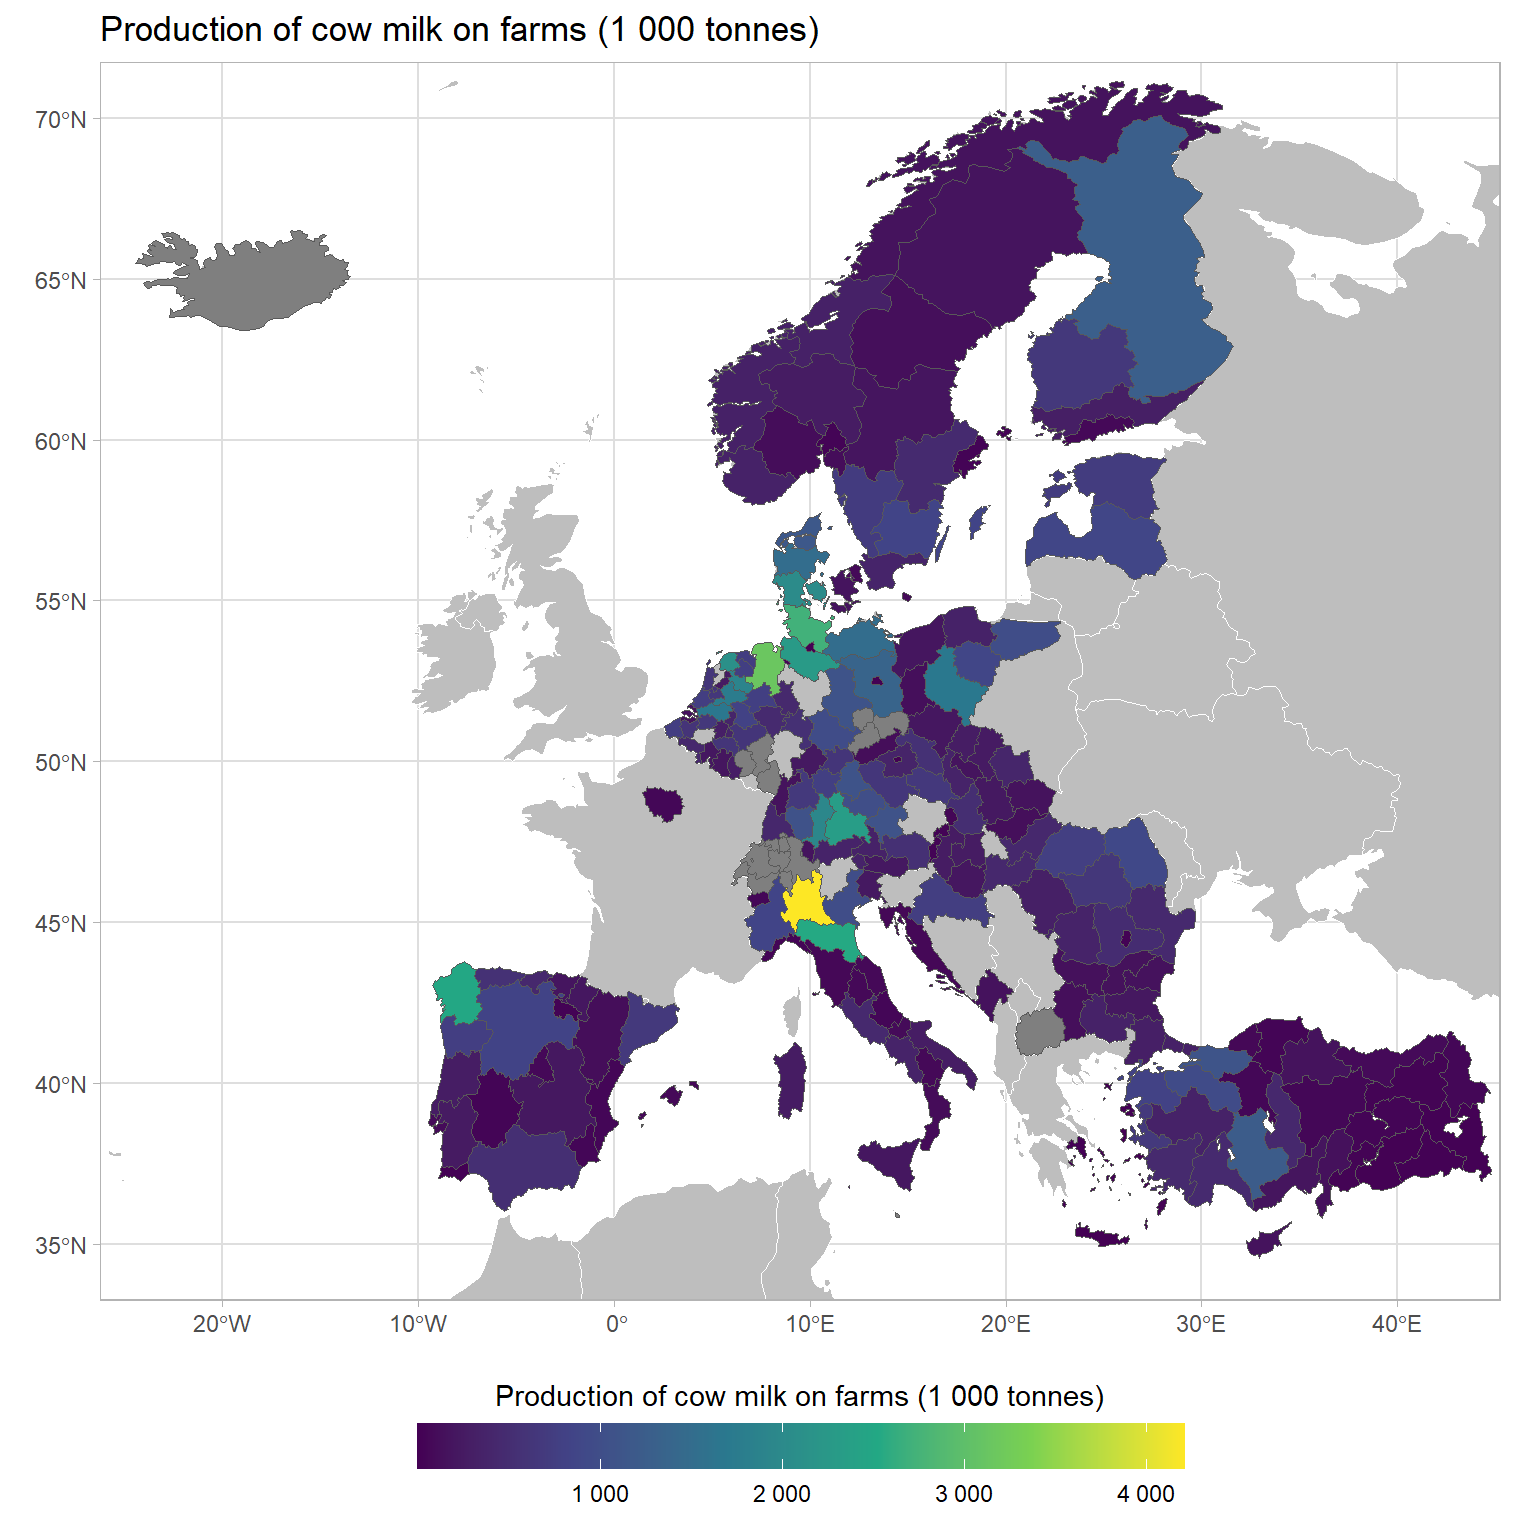 Production of cow milk on farms (1 000 tonnes)
70°N
65°N
60°N
55°N
50°N
45°N
40°N
35°N
20°W 10°W 0° 10°E 20°E 30°E 40°E
Production of cow milk on farms (1 000 tonnes)
1 000 2 000 3 000 4 000